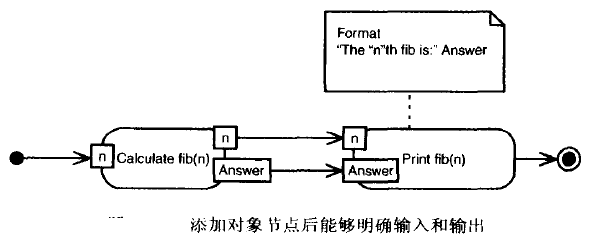 Format
"The "n"th fib is:" Answer
n
n
n
Calculate fib(n)
Print fib(n)
Answer
Answer
添加对象节点后能够明确输入和输出